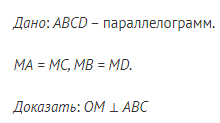 Дано: ABCD – параллелограмм.
MA = MC, MB = MD.
Доказать: OM ⊥ ABC